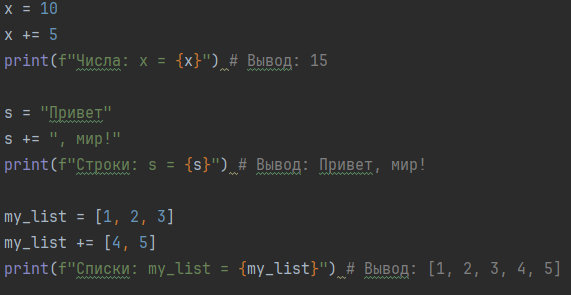 x = 10
x += 5
print(f"Числа: x = {x}") # Вывод: 15
s = "Привет"
s += ", мир!"
print(f"Строки: s = {s}") # Вывод: Привет, мир!
my_list = [1, 2, 3]
my_list += [4, 5]
print(f"Списки: my_list = {my_list}") # Вывод: [1, 2, 3, 4, 5]